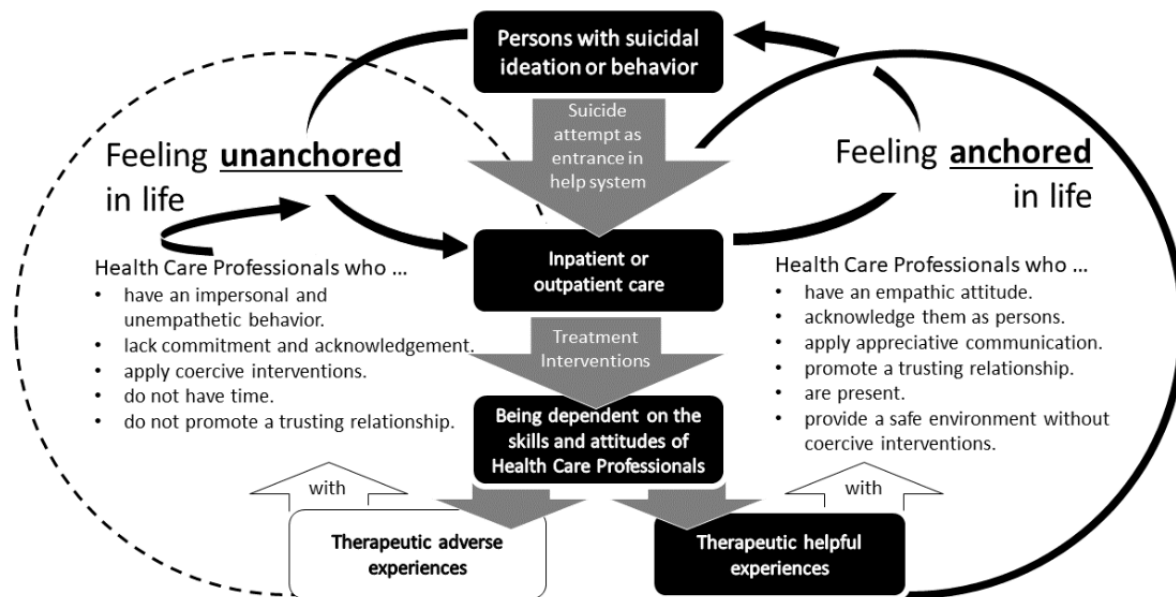 Persons with suicidal
ideation or behavior
Suicide
attempt as
entrance in
help system
Feeling unanchored
in life
Feeling anchored
in life
Inpatient or
outpatient care
Health Care Professionals who ...
• have an impersonal and
unempathetic behavior.
• lack commitment and acknowledgement.
• apply coercive interventions.
• do not have time.
• do not promote a trusting relationship.
Health Care Professionals who ...
• have an empathic attitude.
• acknowledge them as persons.
• apply appreciative communication.
• promote a trusting relationship.
• are present.
• provide a safe environment without
coercive interventions.
Treatment
Interventions
Being dependent on the
skills and attitudes of
Health Care Professionals
with
with
Therapeutic adverse
experiences
Therapeutic helpful
experiences